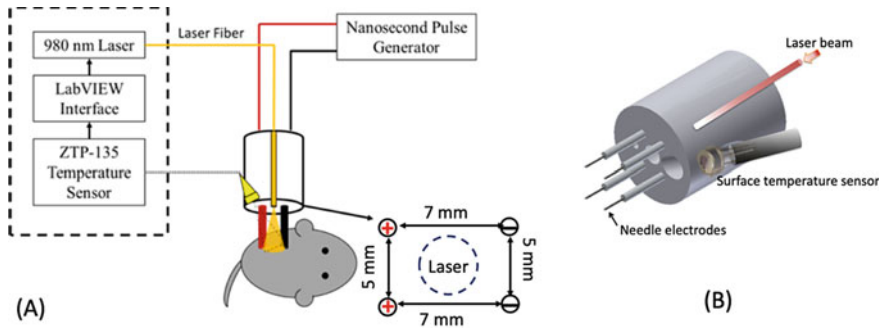 980 nm Laser
LabVIEW
Interface
ZTP-135
Temperature
Sensor
Laser Fiber
Nanosecond Pulse
Generator
+
7 mm
−
5 mm
Laser
5 mm
+
7 mm
−
(A)
Laser beam
Surface temperature sensor
Needle electrodes
(B)